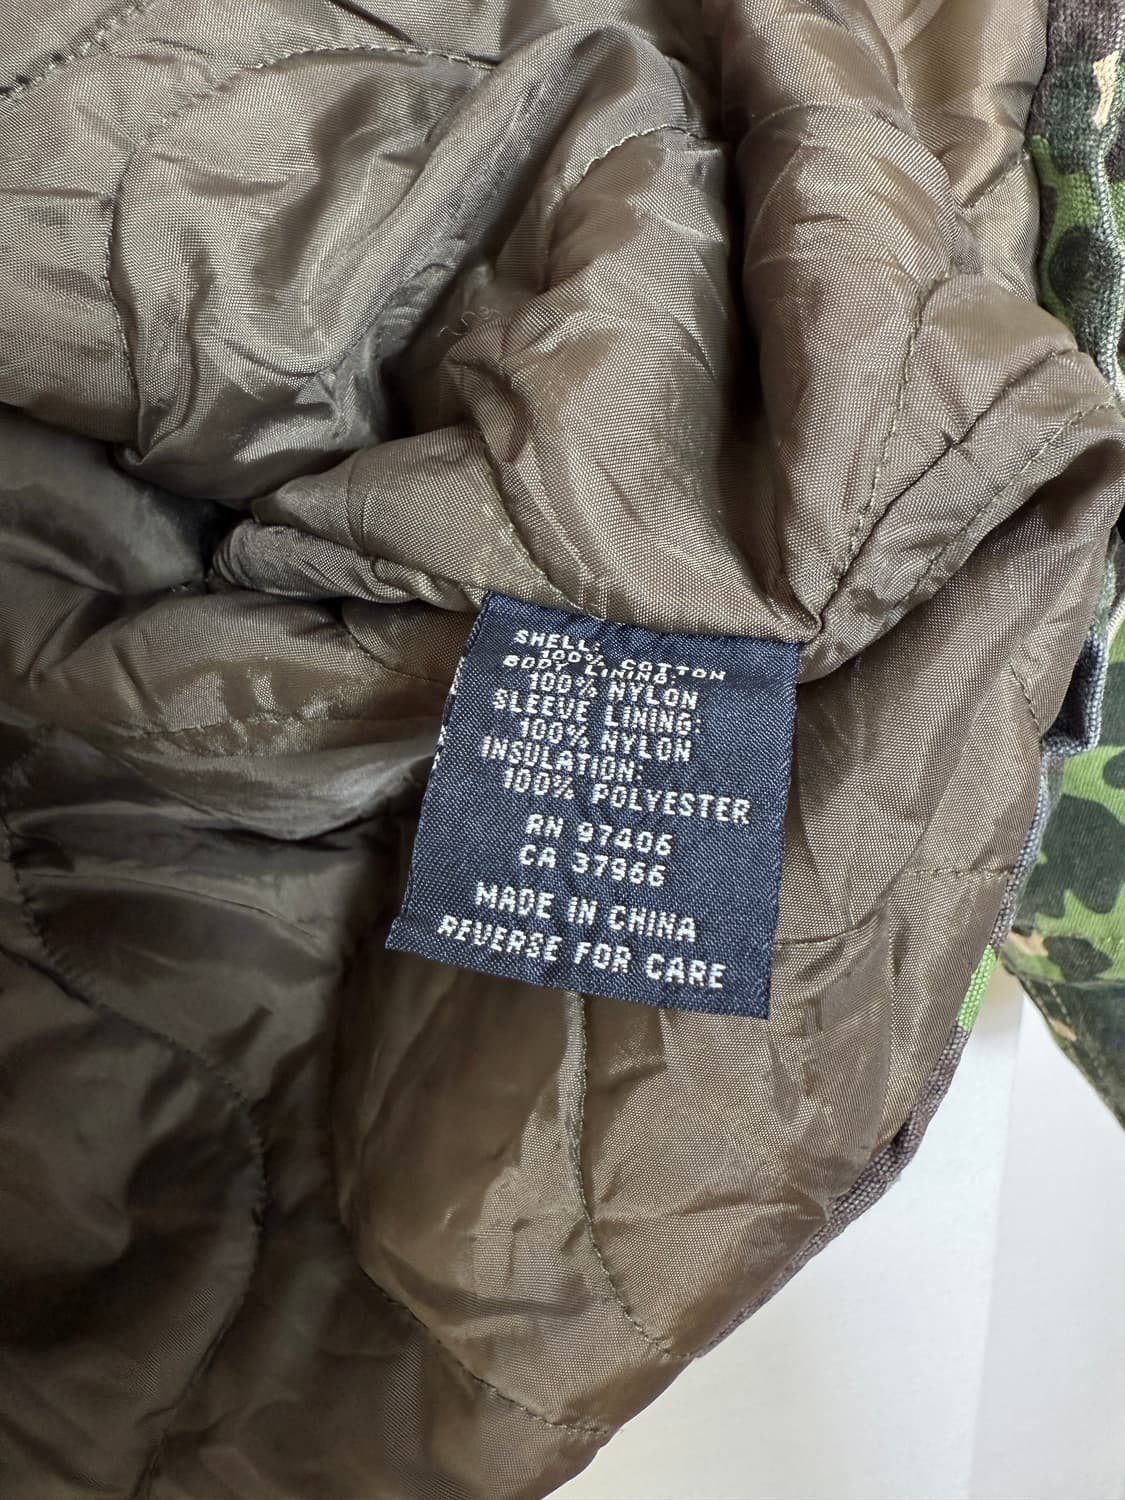 SHELL:
100% COTTON
BODY LINING:
100% NYLON
SLEEVE LINING:
100% NYLON
INSULATION:
100% POLYESTER
RN 97406
CA 37966
MADE IN CHINA
REVERSE FOR CARE